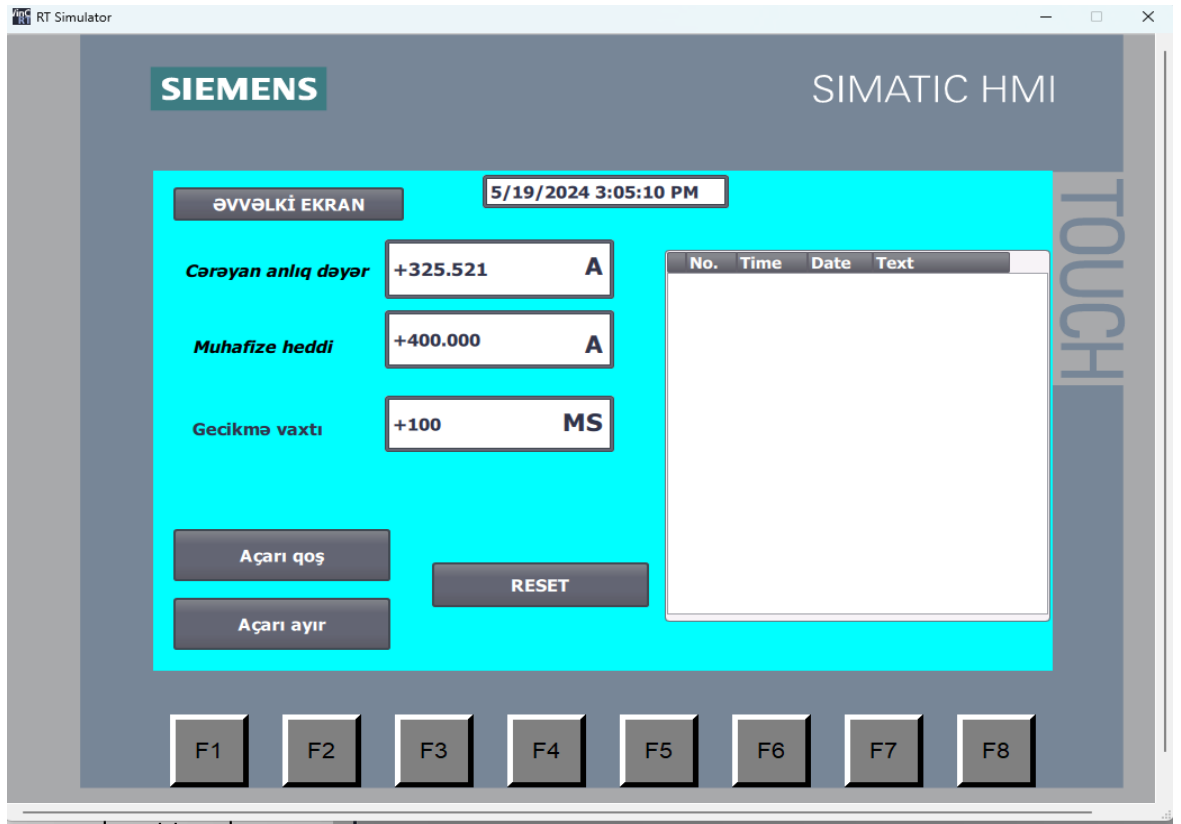 RT Simulator
SIEMENS
SIMATIC HMI
TOUCH
ƏVVƏLKİ EKRAN
5/19/2024 3:05:10 PM
Cərəyan anlıq dəyər
+325.521 A
Muhafize heddi
+400.000 A
Gecikmə vaxtı
+100 MS
No. Time Date Text
Açarı qoş
RESET
Açarı ayır
F1 F2 F3 F4 F5 F6 F7 F8